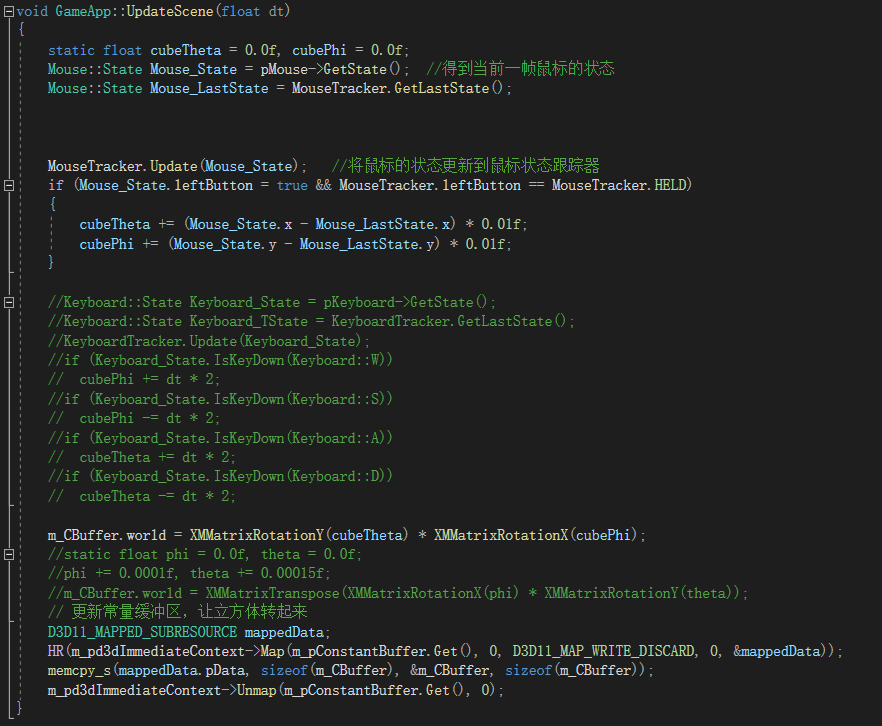 void GameApp::UpdateScene(float dt)
{
    static float cubeTheta = 0.0f, cubePhi = 0.0f;
    Mouse::State Mouse_State = pMouse->GetState();  //得到当前一帧鼠标的状态
    Mouse::State Mouse_LastState = MouseTracker.GetLastState();
    MouseTracker.Update(Mouse_State);   //将鼠标的状态更新到鼠标状态跟踪器
    if (Mouse_State.leftButton = true && MouseTracker.leftButton == MouseTracker.HELD)
    {
        cubeTheta += (Mouse_State.x - Mouse_LastState.x) * 0.01f;
        cubePhi += (Mouse_State.y - Mouse_LastState.y) * 0.01f;
    }
    //Keyboard::State Keyboard_State = pKeyboard->GetState();
    //Keyboard::State Keyboard_TState = KeyboardTracker.GetLastState();
    //KeyboardTracker.Update(Keyboard_State);
    //if (Keyboard_State.IsKeyDown(Keyboard::W))
    //  cubePhi += dt * 2;
    //if (Keyboard_State.IsKeyDown(Keyboard::S))
    //  cubePhi -= dt * 2;
    //if (Keyboard_State.IsKeyDown(Keyboard::A))
    //  cubeTheta += dt * 2;
    //if (Keyboard_State.IsKeyDown(Keyboard::D))
    //  cubeTheta -= dt * 2;
    m_CBuffer.world = XMMatrixRotationY(cubeTheta) * XMMatrixRotationX(cubePhi);
    //static float phi = 0.0f, theta = 0.0f;
    //phi += 0.0001f, theta += 0.00015f;
    //m_CBuffer.world = XMMatrixTranspose(XMMatrixRotationX(phi) * XMMatrixRotationY(theta));
    // 更新常量缓冲区，让立方体转起来
    D3D11_MAPPED_SUBRESOURCE mappedData;
    HR(m_pd3dImmediateContext->Map(m_pConstantBuffer.Get(), 0, D3D11_MAP_WRITE_DISCARD, 0, &mappedData));
    memcpy_s(mappedData.pData, sizeof(m_CBuffer), &m_CBuffer, sizeof(m_CBuffer));
    m_pd3dImmediateContext->Unmap(m_pConstantBuffer.Get(), 0);
}